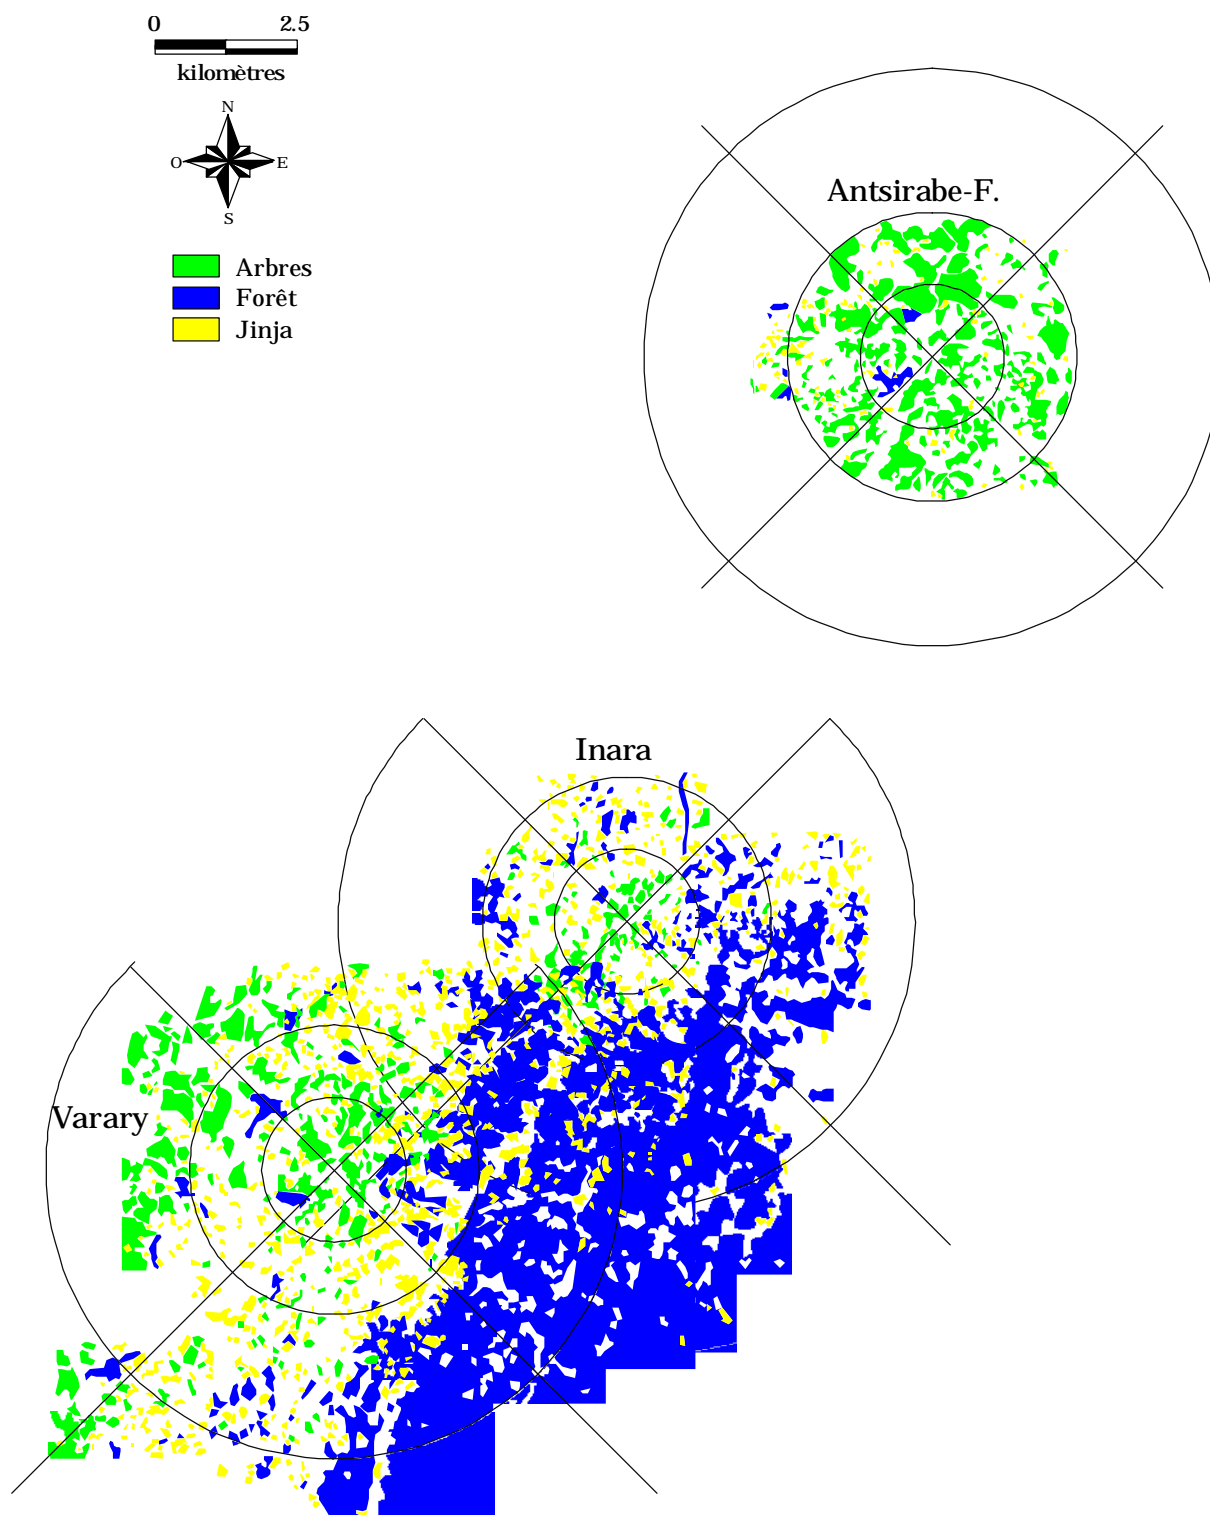 0 2.5
kilomètres
N
O E
S
Antsirabe-F.
Arbres
Forêt
Jinja
Inara
Varary